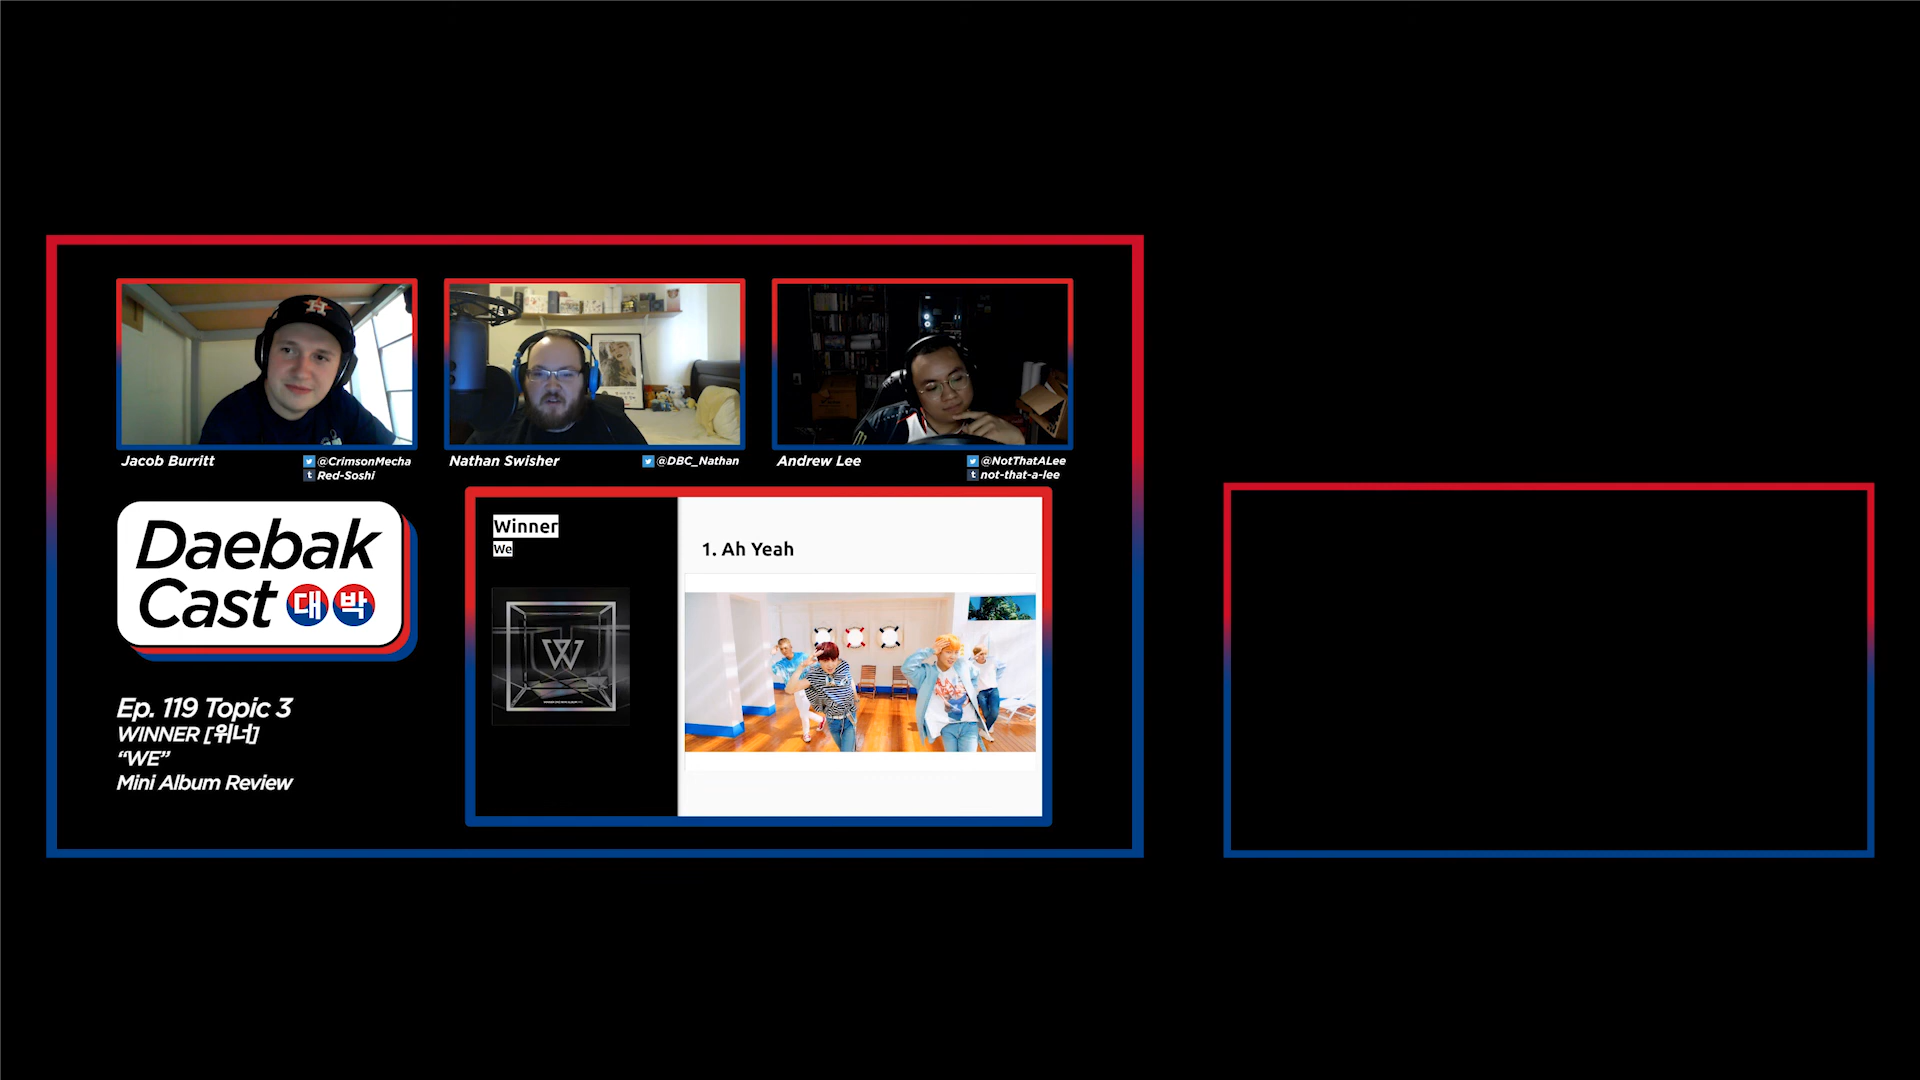 Jacob Burritt
@CrimsonMecha
Red-Soshi
Nathan Swisher
@DBC_Nathan
Andrew Lee
@NotThatALee
not-that-a-lee
Daebak
Cast 대박
Ep. 119 Topic 3
WINNER [위너]
“WE”
Mini Album Review
Winner
We
1. Ah Yeah